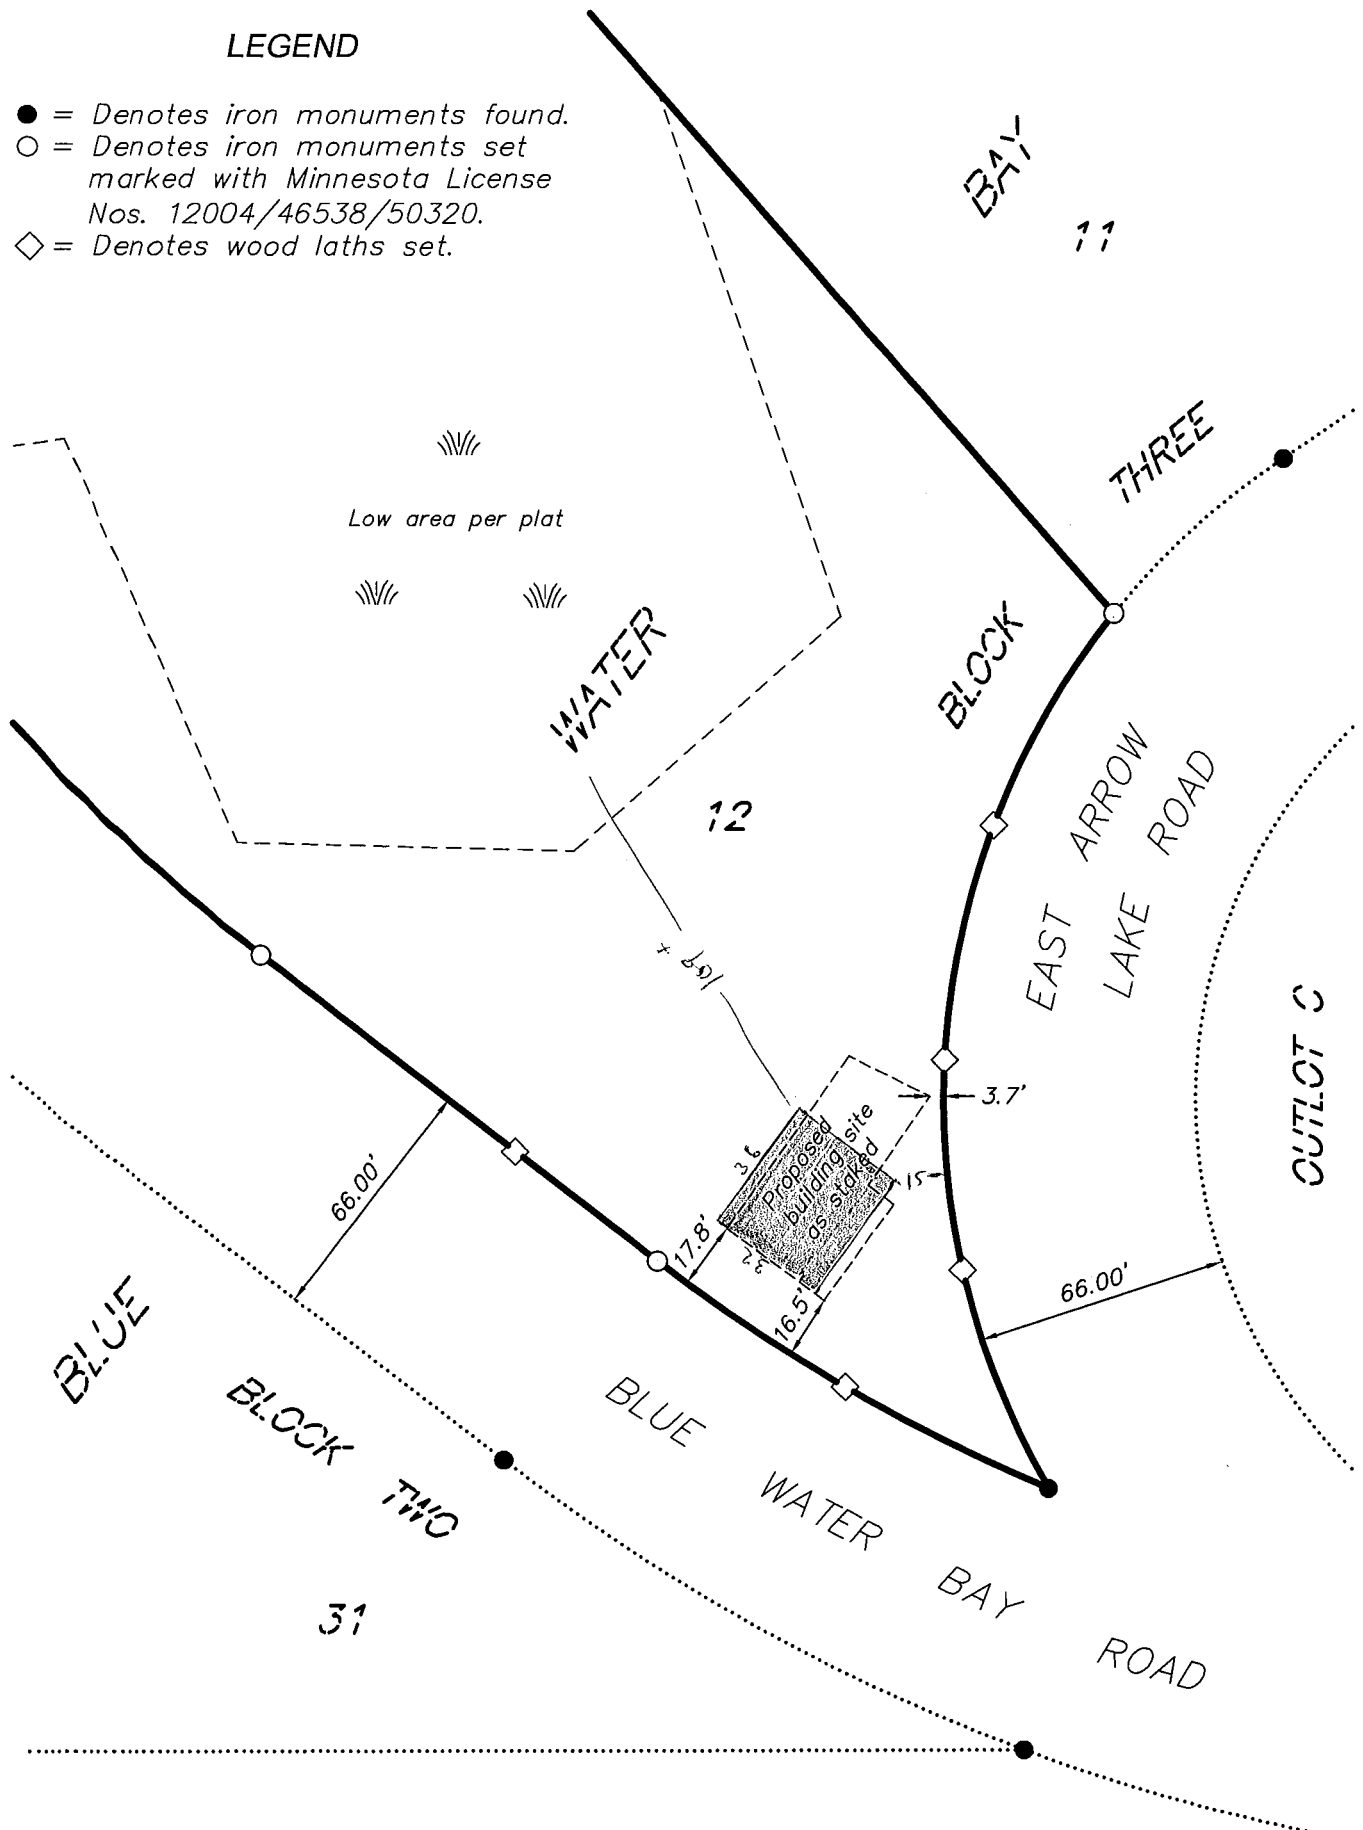 LEGEND
● = Denotes iron monuments found.
○ = Denotes iron monuments set
marked with Minnesota License
Nos. 12004/46538/50320.
◇ = Denotes wood laths set.
BAY
11
THREE
Low area per plat
WATER
BLOCK
12
EAST ARROW
LAKE ROAD
OUTLOT C
3.7'
Proposed
building site
as staked
36
32
15
17.8'
16.5'
66.00'
66.00'
BLUE
BLOCK TWO
31
BLUE WATER BAY ROAD